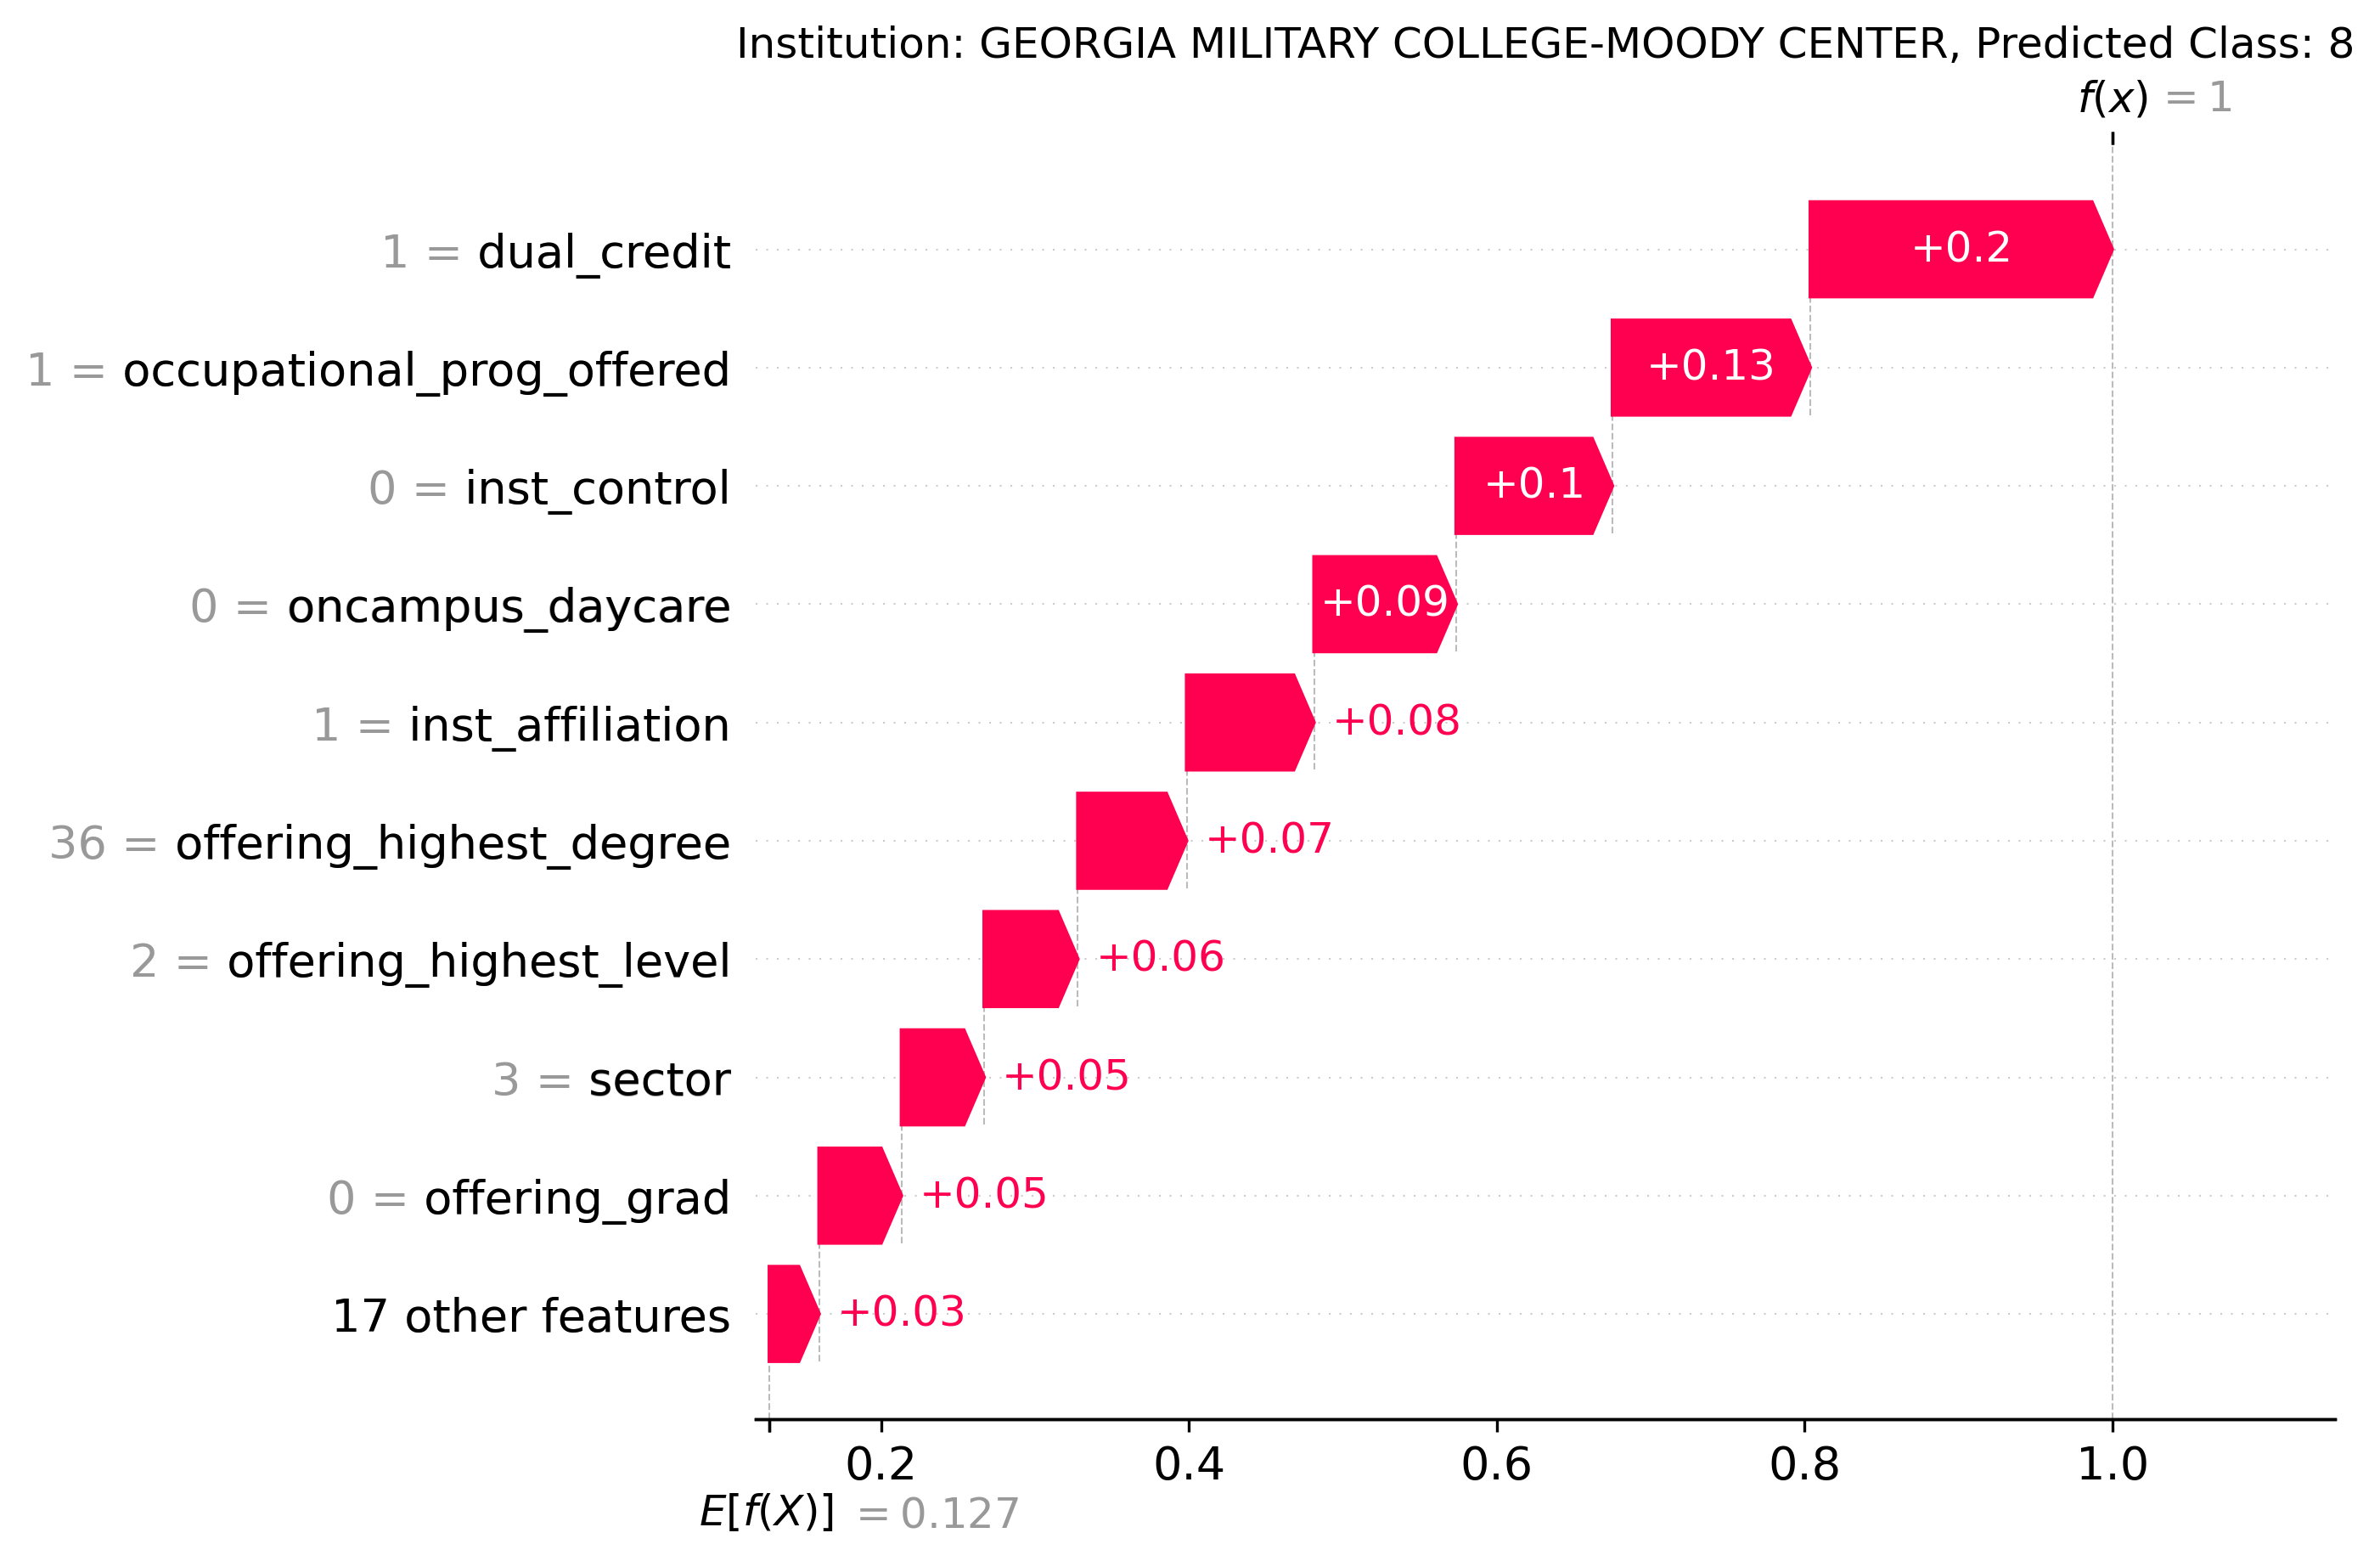 Institution: GEORGIA MILITARY COLLEGE-MOODY CENTER, Predicted Class: 8
f(x) = 1
1 = dual_credit +0.2
1 = occupational_prog_offered +0.13
0 = inst_control +0.1
0 = oncampus_daycare +0.09
1 = inst_affiliation +0.08
36 = offering_highest_degree +0.07
2 = offering_highest_level +0.06
3 = sector +0.05
0 = offering_grad +0.05
17 other features +0.03
0.2 0.4 0.6 0.8 1.0
E[f(X)] = 0.127